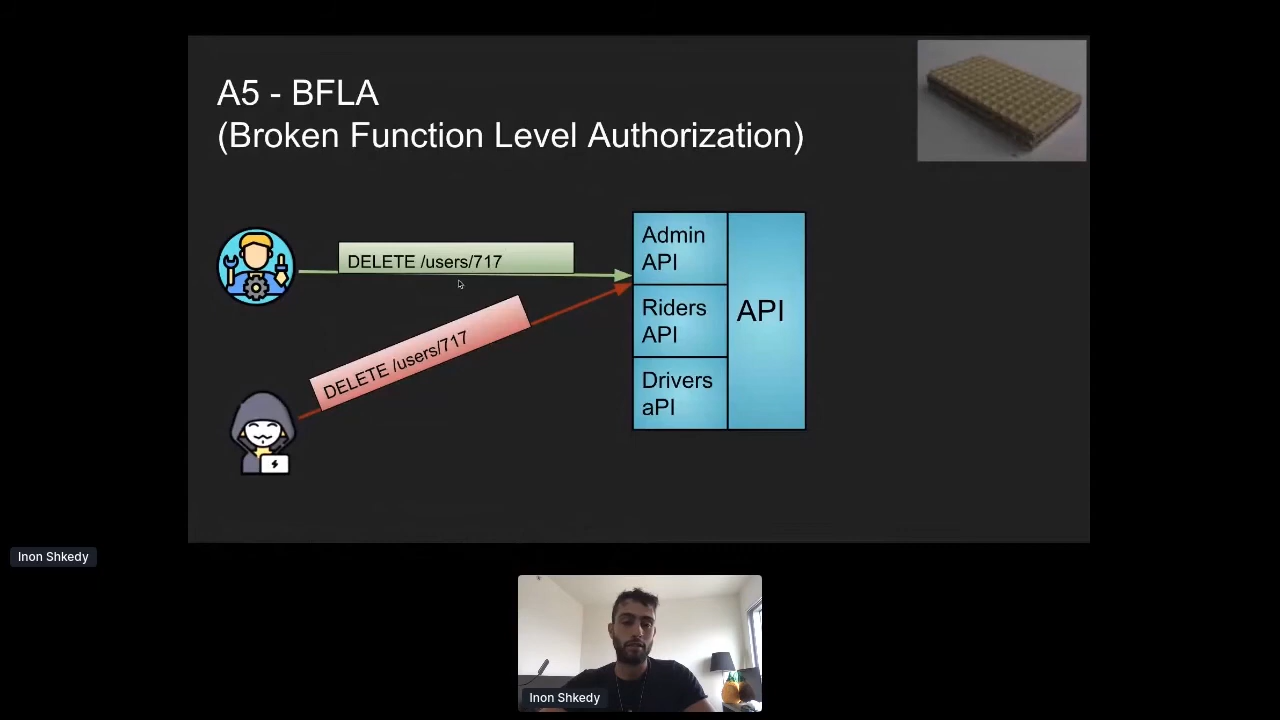 A5 - BFLA
(Broken Function Level Authorization)
DELETE /users/717
DELETE /users/717
Admin
API
Riders
API
Drivers
aPI
API
Inon Shkedy
Inon Shkedy